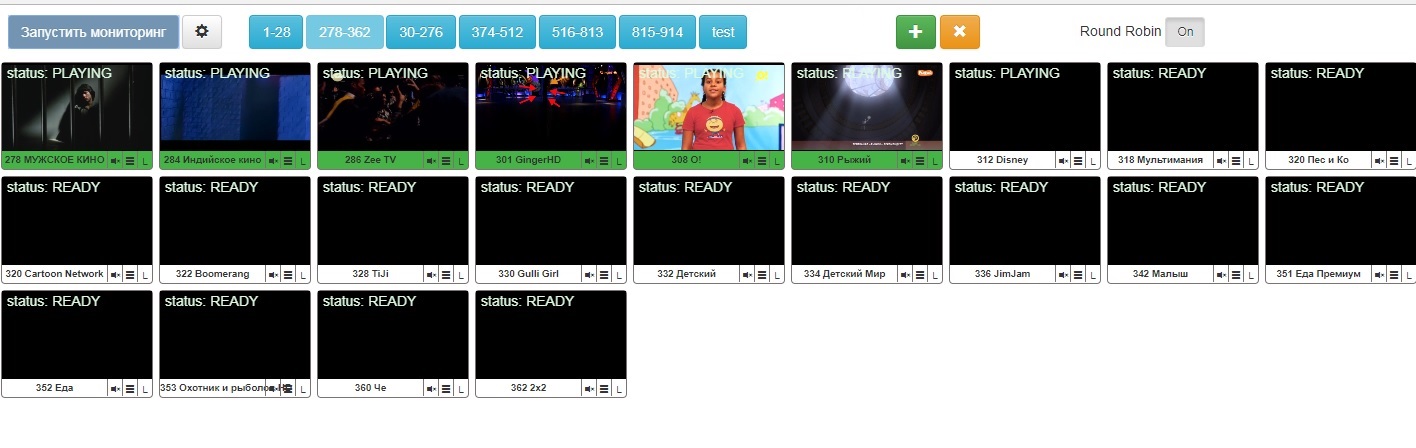 Запустить мониторинг 1-28 278-362 30-276 374-512 516-813 815-914 test Round Robin On
status: PLAYING status: PLAYING status: PLAYING status: PLAYING status: PLAYING status: PLAYING status: PLAYING status: READY status: READY
278 МУЖСКОЕ КИНО L 284 Индийское кино L 286 Zee TV L 301 GingerHD L 308 О! L 310 Рыжий L 312 Disney L 318 Мультимания L 320 Пес и Ко L
status: READY status: READY status: READY status: READY status: READY status: READY status: READY status: READY status: READY
320 Cartoon Network L 322 Boomerang L 328 TiJi L 330 Gulli Girl L 332 Детский L 334 Детский Мир L 336 JimJam L 342 Малыш L 351 Еда Премиум L
status: READY status: READY status: READY status: READY
352 Еда L 353 Охотник и рыболов HD L 360 Че L 362 2x2 L